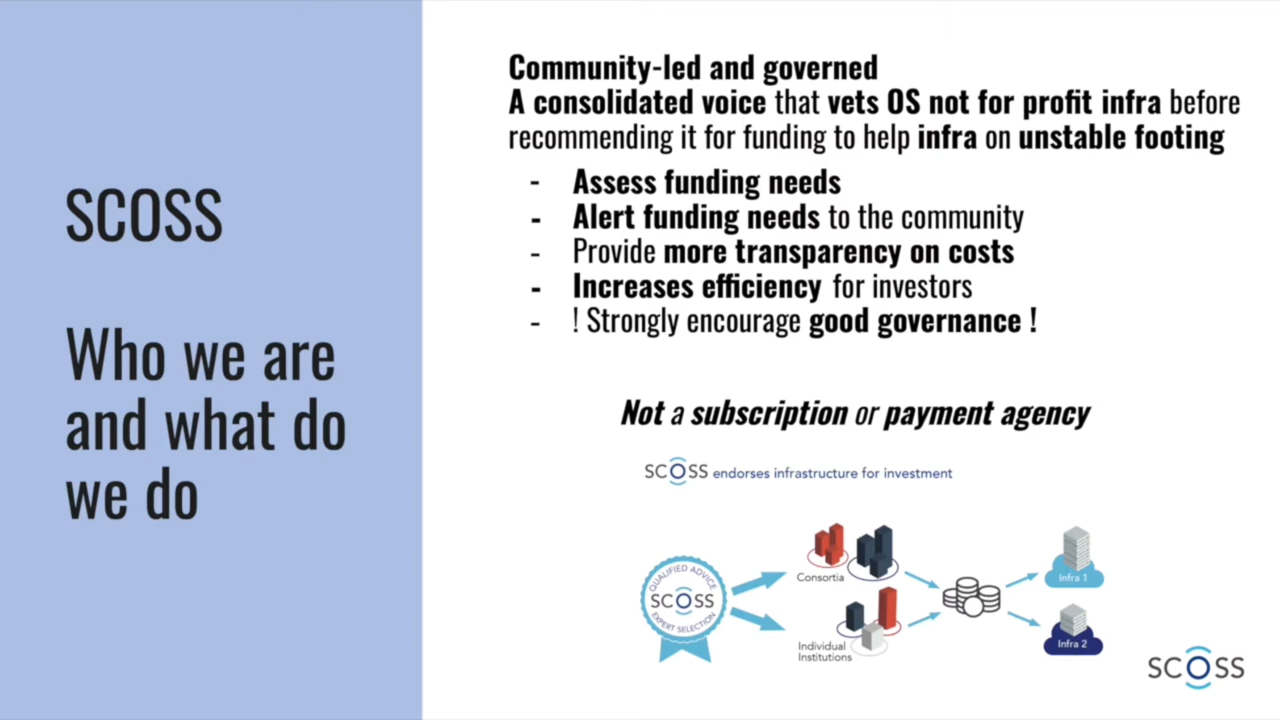 SCOSS
Who we are
and what do
we do
Community-led and governed
A consolidated voice that vets OS not for profit infra before
recommending it for funding to help infra on unstable footing
- Assess funding needs
- Alert funding needs to the community
- Provide more transparency on costs
- Increases efficiency for investors
- ! Strongly encourage good governance !
Not a subscription or payment agency
SCOSS endorses infrastructure for investment
QUALIFIED ADVICE
SCOSS
EXPERT SELECTION
Consortia
Individual
Institutions
Infra 1
Infra 2
SCOSS